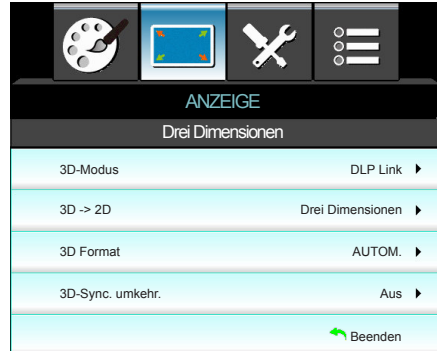 ANZEIGE
Drei Dimensionen
3D-Modus DLP Link
3D -> 2D Drei Dimensionen
3D Format AUTOM.
3D-Sync. umkehr. Aus
Beenden